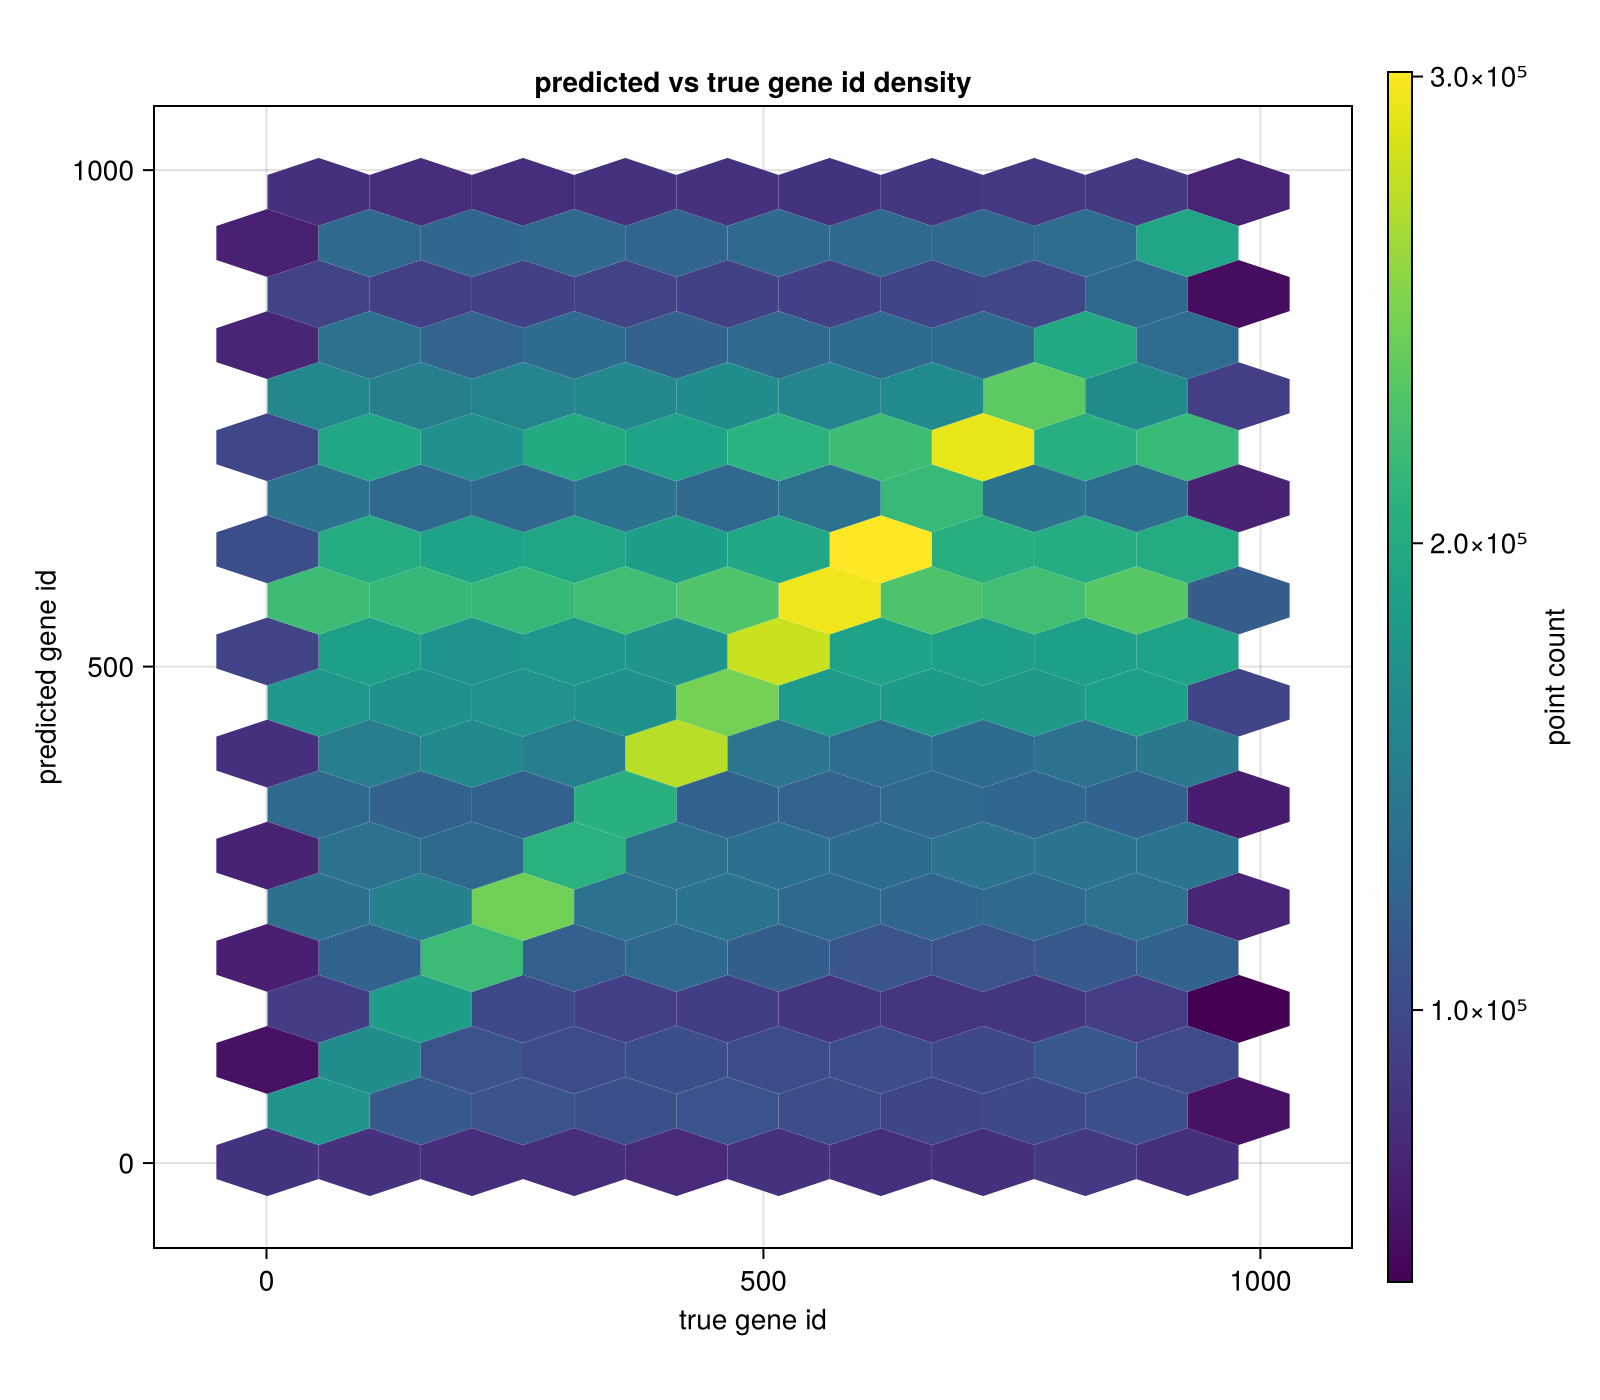 predicted vs true gene id density
1000
500
0
predicted gene id
0
500
1000
true gene id
3.0×10⁵
2.0×10⁵
1.0×10⁵
point count